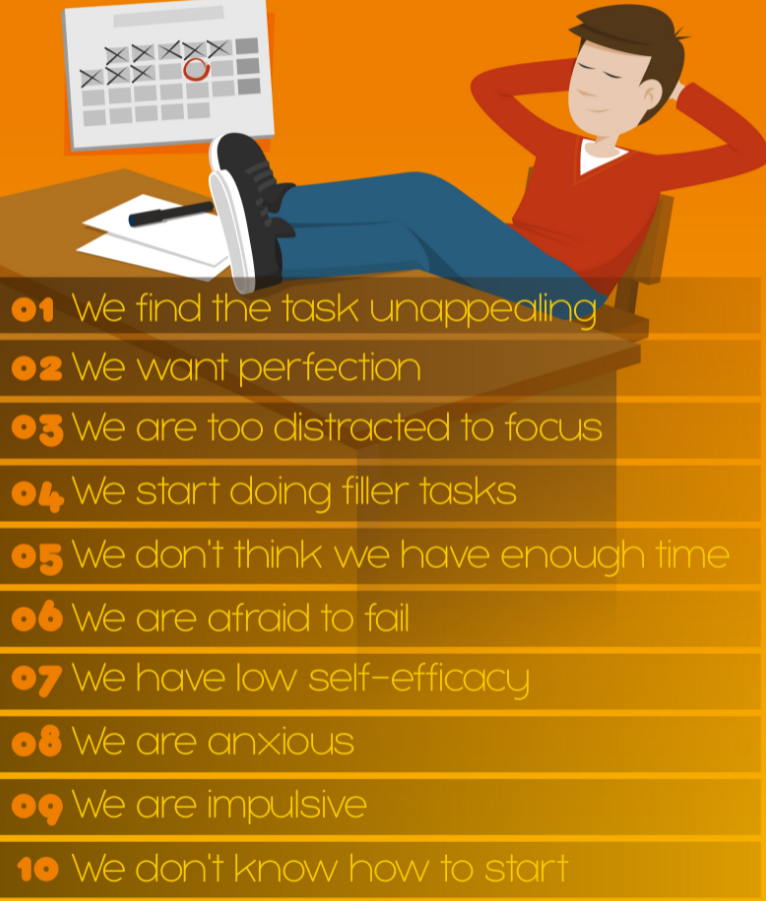 01 We find the task unappealing
02 We want perfection
03 We are too distracted to focus
04 We start doing filler tasks
05 We don't think we have enough time
06 We are afraid to fail
07 We have low self-efficacy
08 We are anxious
09 We are impulsive
10 We don't know how to start